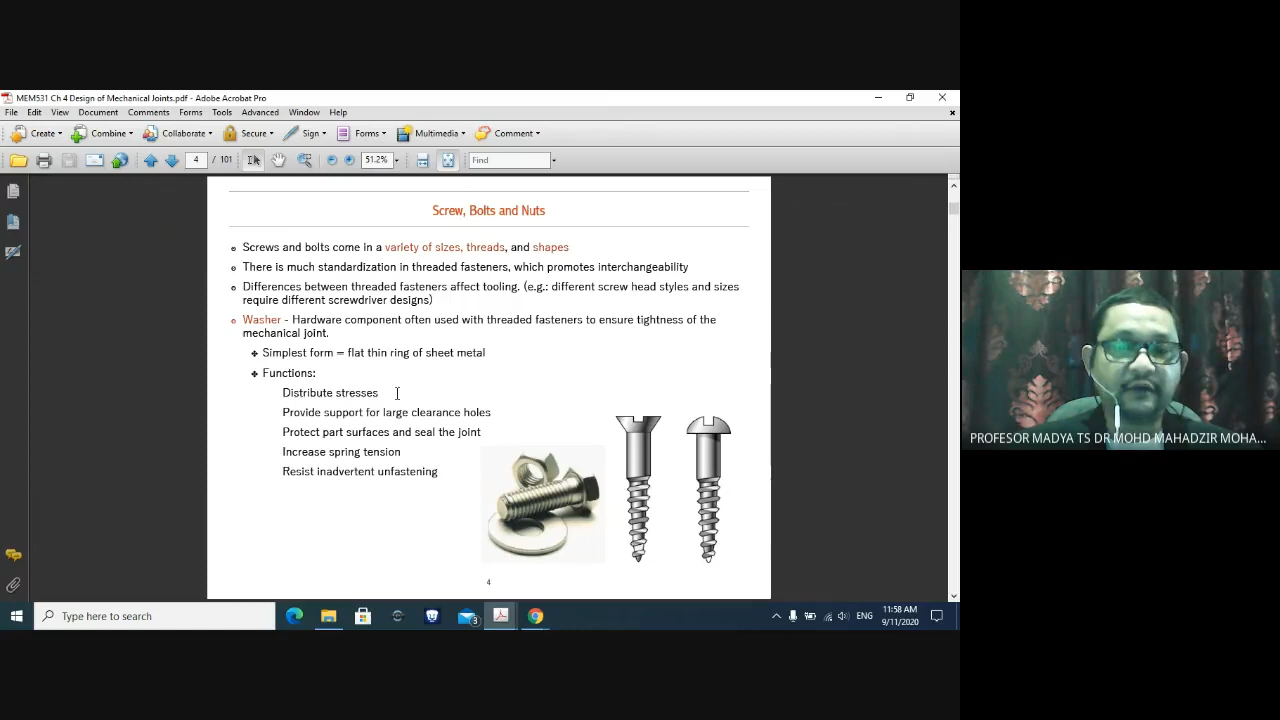 MEM531 Ch 4 Design of Mechanical Joints.pdf - Adobe Acrobat Pro
File Edit View Document Comments Forms Tools Advanced Window Help
Create Combine Collaborate Secure Sign Forms Multimedia Comment
4 / 101 51.2% Find
Screw, Bolts and Nuts
Screws and bolts come in a variety of sizes, threads, and shapes
There is much standardization in threaded fasteners, which promotes interchangeability
Differences between threaded fasteners affect tooling. (e.g.: different screw head styles and sizes
require different screwdriver designs)
Washer - Hardware component often used with threaded fasteners to ensure tightness of the
mechanical joint.
Simplest form = flat thin ring of sheet metal
Functions:
Distribute stresses
Provide support for large clearance holes
Protect part surfaces and seal the joint
Increase spring tension
Resist inadvertent unfastening
4
PROFESOR MADYA TS DR MOHD MAHADZIR MOHA...
Type here to search
3
ENG
11:58 AM
9/11/2020